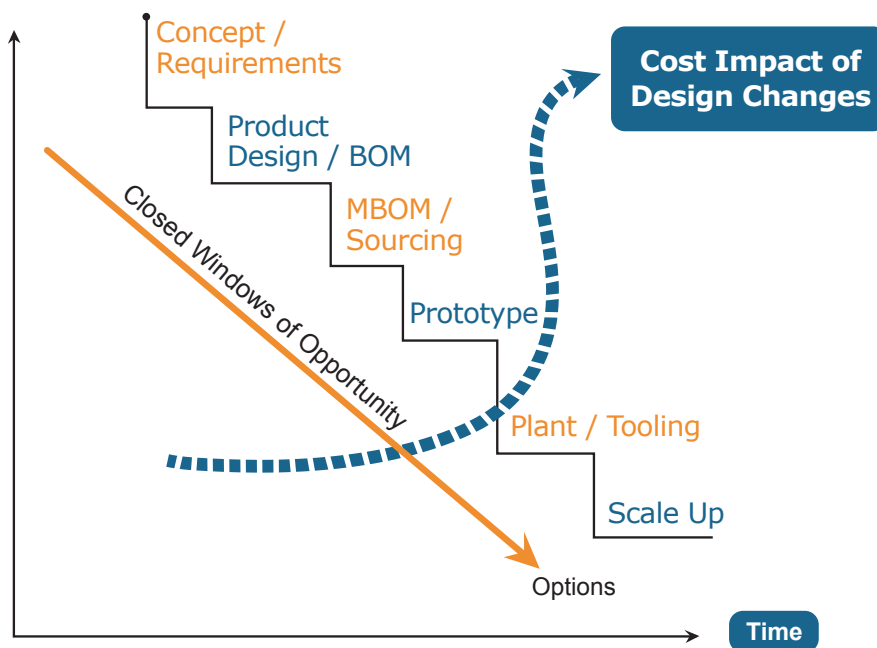 Concept /
Requirements
Cost Impact of
Design Changes
Product
Design / BOM
MBOM /
Sourcing
Closed Windows of Opportunity
Prototype
Plant / Tooling
Scale Up
Options
Time